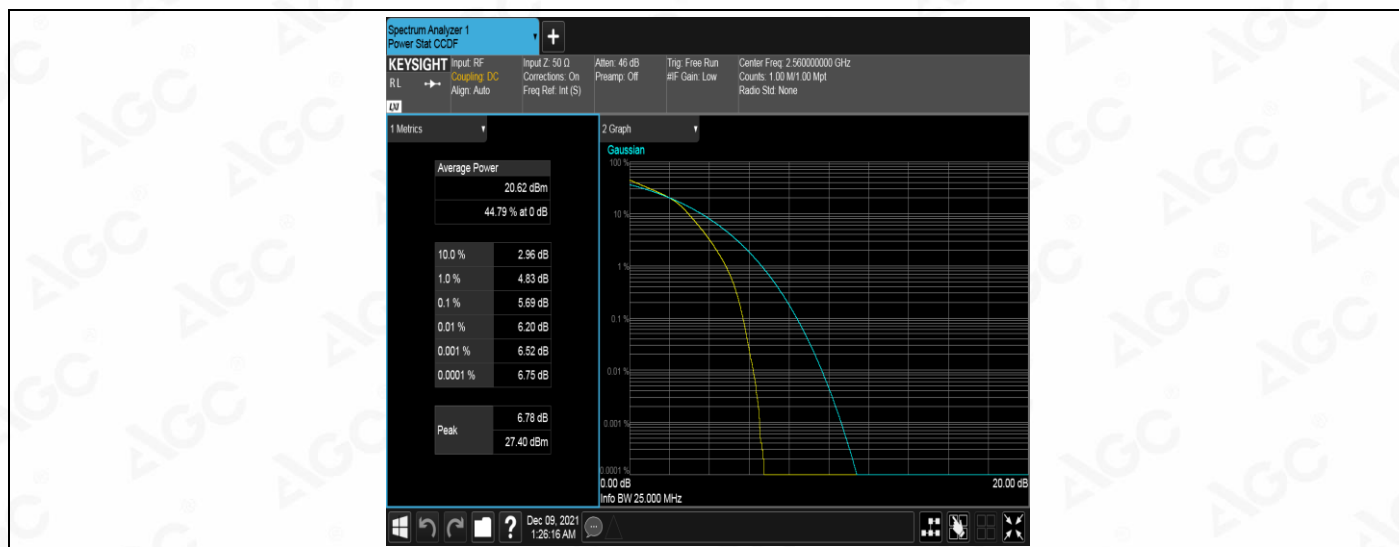 Spectrum Analyzer 1
Power Stat CCDF
+
KEYSIGHT
RL
LXI
Input: RF
Coupling: DC
Align: Auto
Input Z: 50 Ω
Corrections: On
Freq Ref: Int (S)
Atten: 46 dB
Preamp: Off
Trig: Free Run
#IF Gain: Low
Center Freq: 2.560000000 GHz
Counts: 1.00 M/1.00 Mpt
Radio Std: None
1 Metrics
Average Power
20.62 dBm
44.79 % at 0 dB
10.0 % 2.96 dB
1.0 % 4.83 dB
0.1 % 5.69 dB
0.01 % 6.20 dB
0.001 % 6.52 dB
0.0001 % 6.75 dB
Peak
6.78 dB
27.40 dBm
2 Graph
Gaussian
100 %
10 %
1 %
0.1 %
0.01 %
0.001 %
0.0001 %
0.00 dB 20.00 dB
Info BW 25.000 MHz
?
Dec 09, 2021
1:26:16 AM
AGC